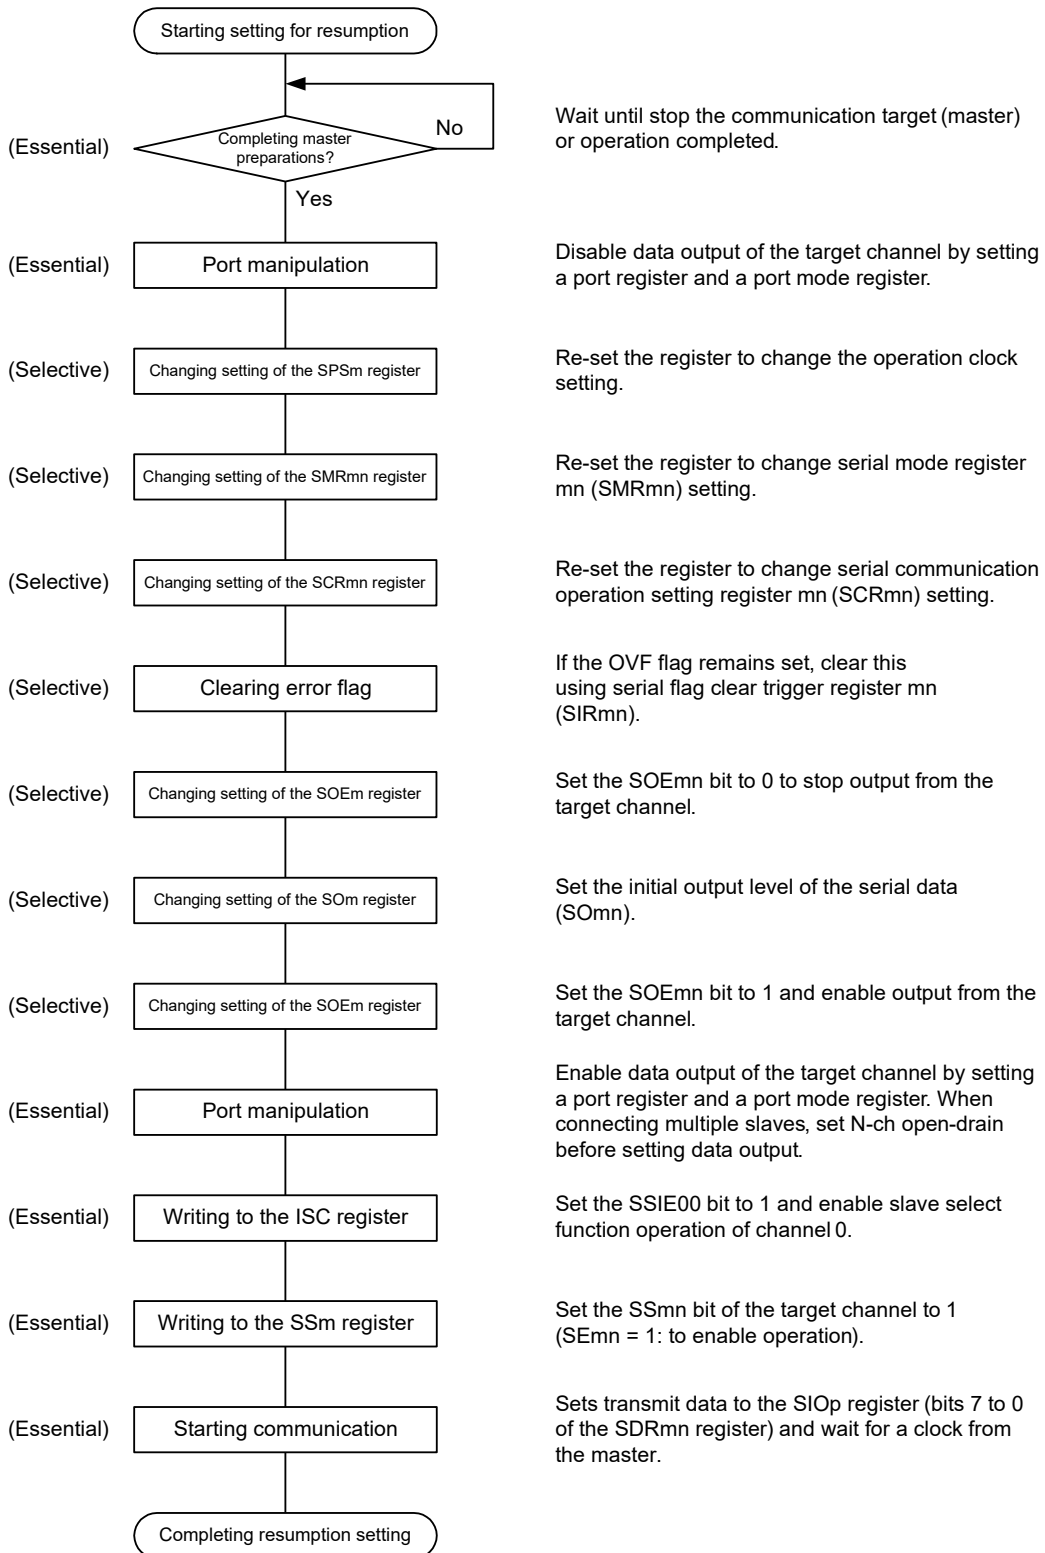 Starting setting for resumption
No
(Essential)
Completing master
preparations?
Wait until stop the communication target (master)
or operation completed.
Yes
(Essential)
Port manipulation
Disable data output of the target channel by setting
a port register and a port mode register.
(Selective)
Changing setting of the SPSm register
Re-set the register to change the operation clock
setting.
(Selective)
Changing setting of the SMRmn register
Re-set the register to change serial mode register
mn (SMRmn) setting.
(Selective)
Changing setting of the SCRmn register
Re-set the register to change serial communication
operation setting register mn (SCRmn) setting.
(Selective)
Clearing error flag
If the OVF flag remains set, clear this
using serial flag clear trigger register mn
(SIRmn).
(Selective)
Changing setting of the SOEm register
Set the SOEmn bit to 0 to stop output from the
target channel.
(Selective)
Changing setting of the SOm register
Set the initial output level of the serial data
(SOmn).
(Selective)
Changing setting of the SOEm register
Set the SOEmn bit to 1 and enable output from the
target channel.
(Essential)
Port manipulation
Enable data output of the target channel by setting
a port register and a port mode register. When
connecting multiple slaves, set N-ch open-drain
before setting data output.
(Essential)
Writing to the ISC register
Set the SSIE00 bit to 1 and enable slave select
function operation of channel 0.
(Essential)
Writing to the SSm register
Set the SSmn bit of the target channel to 1
(SEmn = 1: to enable operation).
(Essential)
Starting communication
Sets transmit data to the SIOp register (bits 7 to 0
of the SDRmn register) and wait for a clock from
the master.
Completing resumption setting